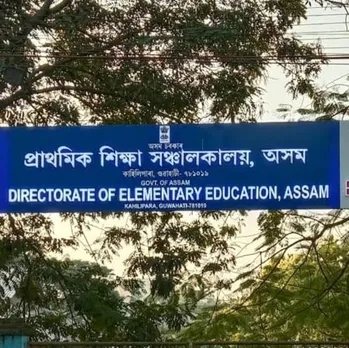 অসম চৰকাৰ
প্ৰাথমিক শিক্ষা সঞ্চালকালয়, অসম
কাহিলিপাৰা, গুৱাহাটী- ৭৮১০১৯
GOVT. OF ASSAM
DIRECTORATE OF ELEMENTARY EDUCATION, ASSAM
KAHILIPARA, GUWAHATI-781019